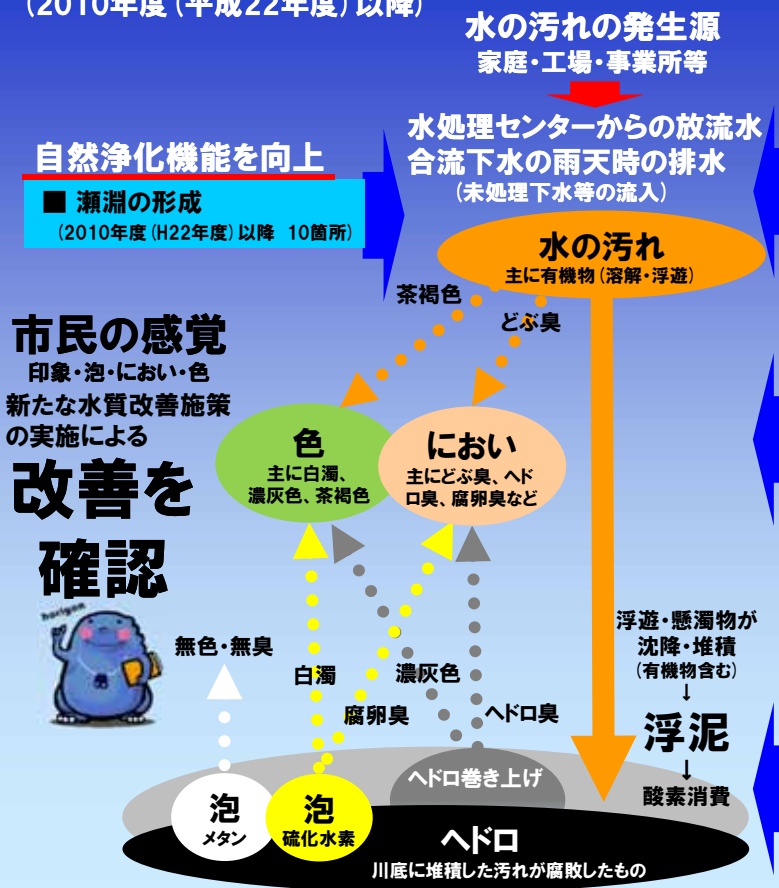 (2010年度(平成22年度)以降)
水の汚れの発生源
家庭・工場・事業所等
水処理センターからの放流水
合流下水の雨天時の排水
(未処理下水等の流入)
自然浄化機能を向上
■ 瀬淵の形成
(2010年度(H22年度)以降 10箇所)
水の汚れ
主に有機物(溶解・浮遊)
茶褐色
どぶ臭
市民の感覚
印象・泡・におい・色
新たな水質改善施策
の実施による
改善を
確認
色
主に白濁、
濃灰色、茶褐色
におい
主にどぶ臭、ヘド
ロ臭、腐卵臭など
horigon
無色・無臭
白濁
濃灰色
腐卵臭
ヘドロ臭
浮遊・懸濁物が
沈降・堆積
(有機物含む)
↓
浮泥
↓
酸素消費
ヘドロ巻き上げ
泡
メタン
泡
硫化水素
ヘドロ
川底に堆積した汚れが腐敗したもの